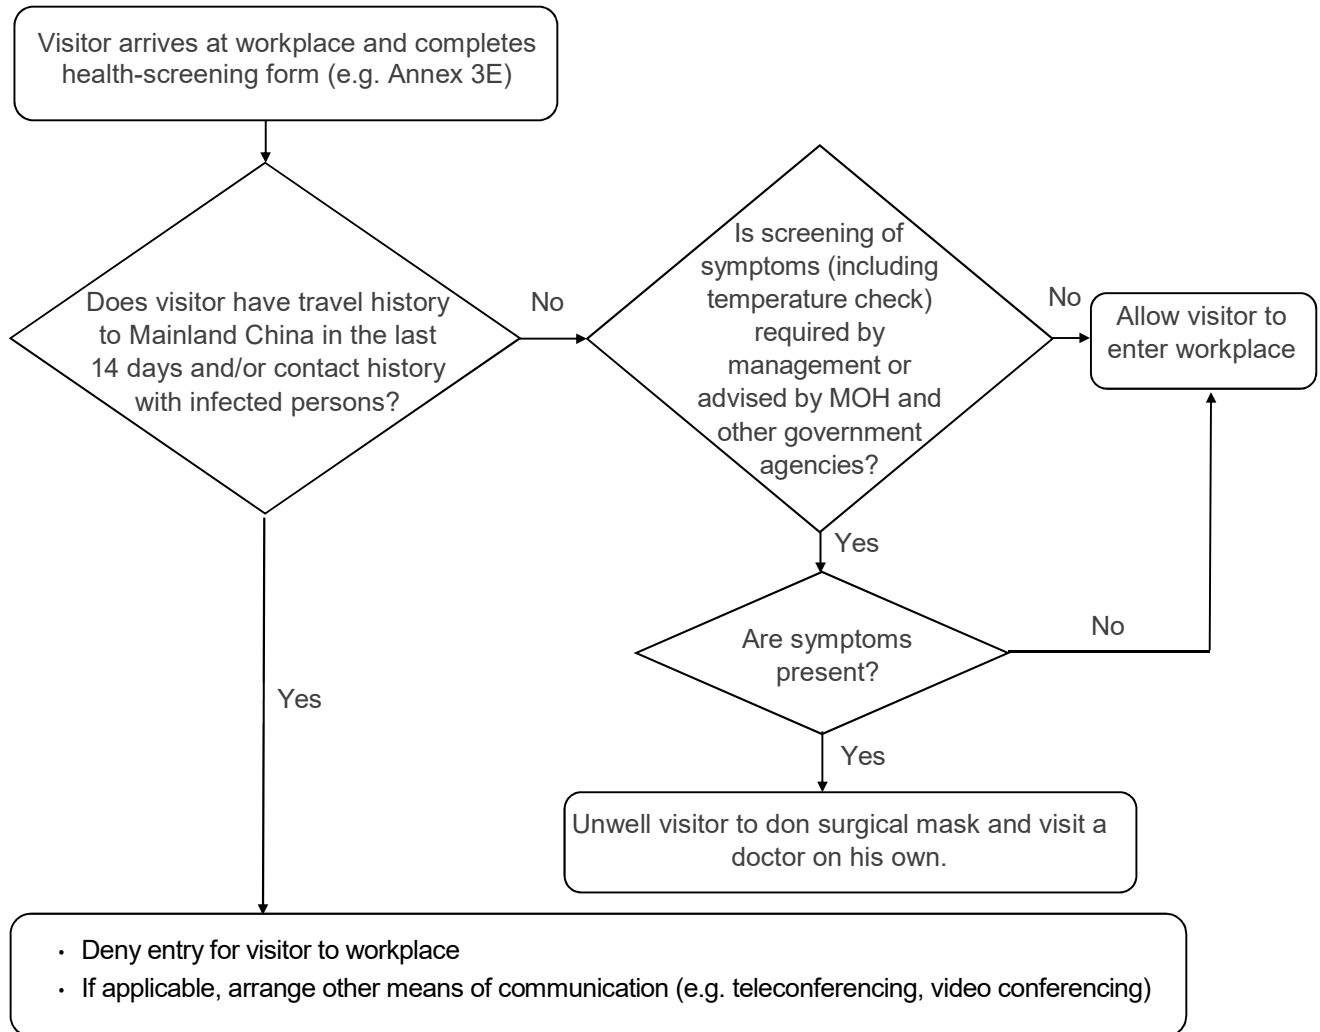 Visitor arrives at workplace and completes
health-screening form (e.g. Annex 3E)
Does visitor have travel history
to Mainland China in the last
14 days and/or contact history
with infected persons?
No
Is screening of
symptoms (including
temperature check)
required by
management or
advised by MOH and
other government
agencies?
No
Allow visitor to
enter workplace
Yes
Are symptoms
present?
No
Yes
Yes
Unwell visitor to don surgical mask and visit a
doctor on his own.
· Deny entry for visitor to workplace
· If applicable, arrange other means of communication (e.g. teleconferencing, video conferencing)